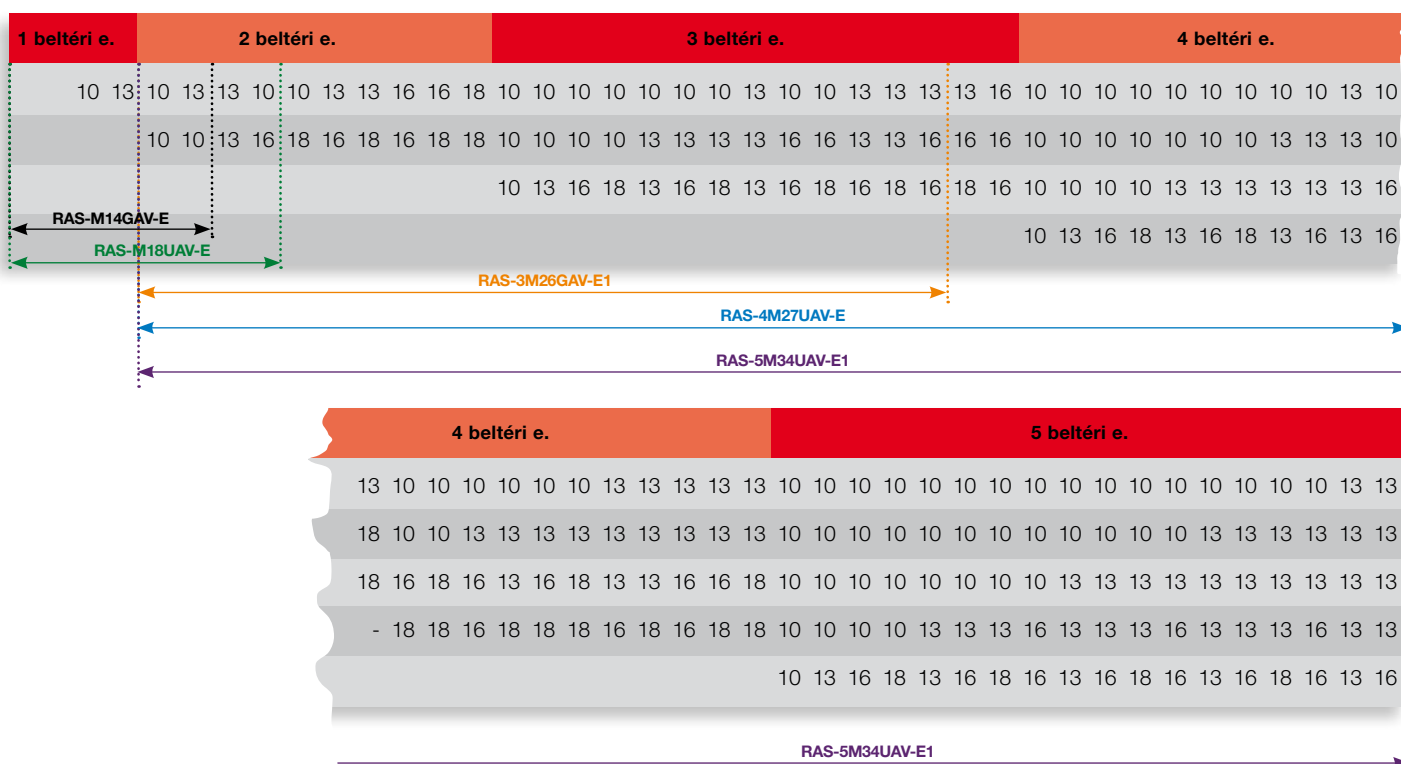 1 beltéri e. 2 beltéri e. 3 beltéri e. 4 beltéri e.
10 13 10 13 13 10 10 13 13 16 16 18 10 10 10 10 10 10 10 13 10 10 13 13 13 13 16 10 10 10 10 10 10 10 10 10 13 10
10 10 13 16 18 16 18 16 18 18 10 10 10 10 13 13 13 13 16 16 13 13 16 16 16 10 10 10 10 10 10 10 13 13 13 10
10 13 16 18 13 16 18 13 16 18 16 18 16 18 16 10 10 10 10 13 13 13 13 13 13 16
10 13 16 18 13 16 18 13 16 13 16
RAS-M14GAV-E
RAS-M18UAV-E
RAS-3M26GAV-E1
RAS-4M27UAV-E
RAS-5M34UAV-E1
4 beltéri e. 5 beltéri e.
13 10 10 10 10 10 10 13 13 13 13 13 10 10 10 10 10 10 10 10 10 10 10 10 10 10 10 10 13 13
18 10 10 13 13 13 13 13 13 13 13 13 10 10 10 10 10 10 10 10 10 10 10 10 13 13 13 13 13 13
18 16 18 16 13 16 18 13 13 16 16 18 10 10 10 10 10 10 10 10 13 13 13 13 13 13 13 13 13 13
- 18 18 16 18 18 18 16 18 16 18 18 10 10 10 10 13 13 13 16 13 13 13 16 13 13 13 16 13 13
10 13 16 18 13 16 18 16 13 16 18 16 13 16 18 16 13 16
RAS-5M34UAV-E1